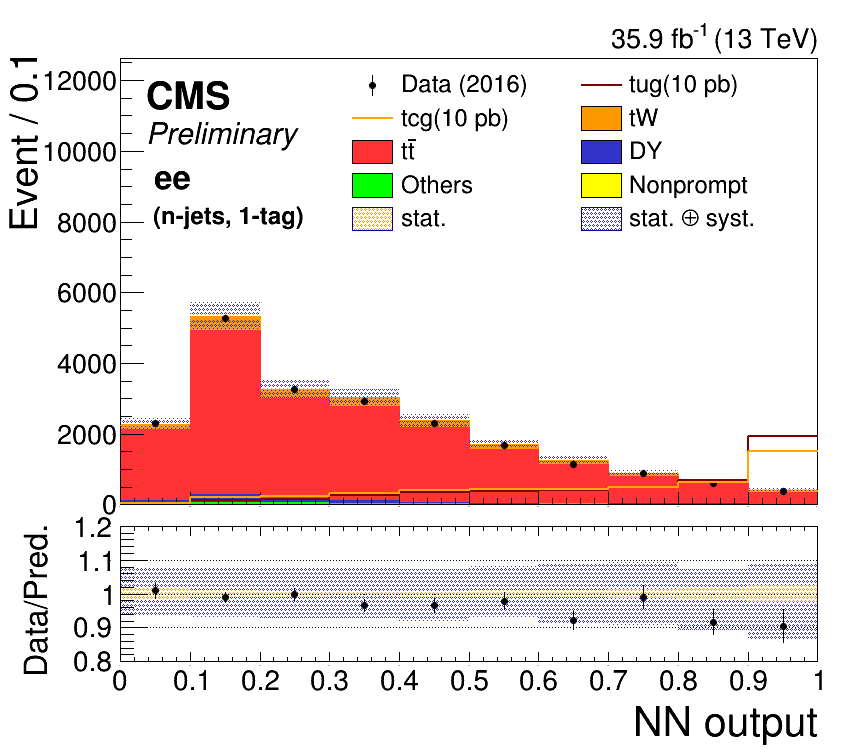 35.9 fb⁻¹ (13 TeV)
Event / 0.1
12000
10000
8000
6000
4000
2000
0
CMS
Preliminary
ee
(n-jets, 1-tag)
Data (2016)
tug(10 pb)
tcg(10 pb)
tW
tt̄
DY
Others
Nonprompt
stat.
stat. ⊕ syst.
Data/Pred.
1.2
1.1
1
0.9
0.8
0 0.1 0.2 0.3 0.4 0.5 0.6 0.7 0.8 0.9 1
NN output